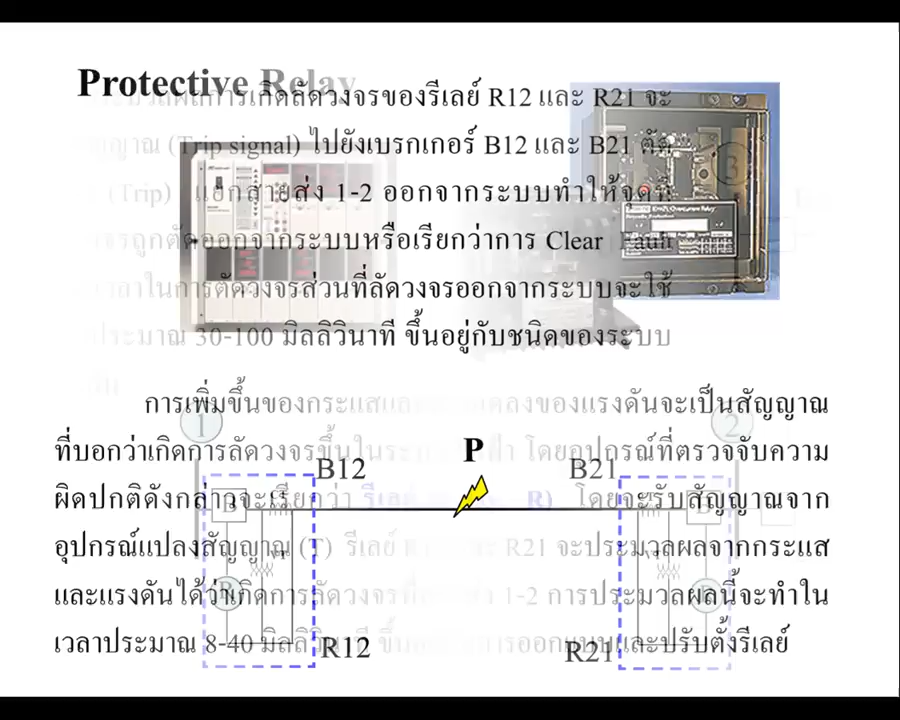 Protective Relay
ประมวลผลการเกิดลัดวงจรของรีเลย์ R12 และ R21 จะ
สัญญาณ (Trip signal) ไปยังเบรกเกอร์ B12 และ B21 ตัด
(Trip) แยกสายส่ง 1-2 ออกจากระบบทำให้จุดที่
ถูกตัดออกจากระบบหรือเรียกว่าการ Clear Fault
เวลาในการตัดวงจรส่วนที่ลัดวงจรออกจากระบบจะใช้
ประมาณ 30-100 มิลลิวินาที ขึ้นอยู่กับชนิดของระบบ
3
การเพิ่มขึ้นของกระแสและการลดลงของแรงดันจะเป็นสัญญาณ
1
2
ที่บอกว่าเกิดการลัดวงจรขึ้นในระบบไฟฟ้า โดยอุปกรณ์ที่ตรวจจับความ
P
B12
B21
ผิดปกติดังกล่าวจะเรียกว่า รีเลย์ R) โดยจะรับสัญญาณจาก
B
B
อุปกรณ์แปลงสัญญาณ (T) รีเลย์ R21 จะประมวลผลจากกระแส
และแรงดันได้ว่าเกิดการลัดวงจรที่ 1-2 การประมวลผลนี้จะทำใน
R
R
เวลาประมาณ 8-40 มิลลิวินาที ขึ้นอยู่กับการออกแบบและปรับตั้งรีเลย์
R12
R21